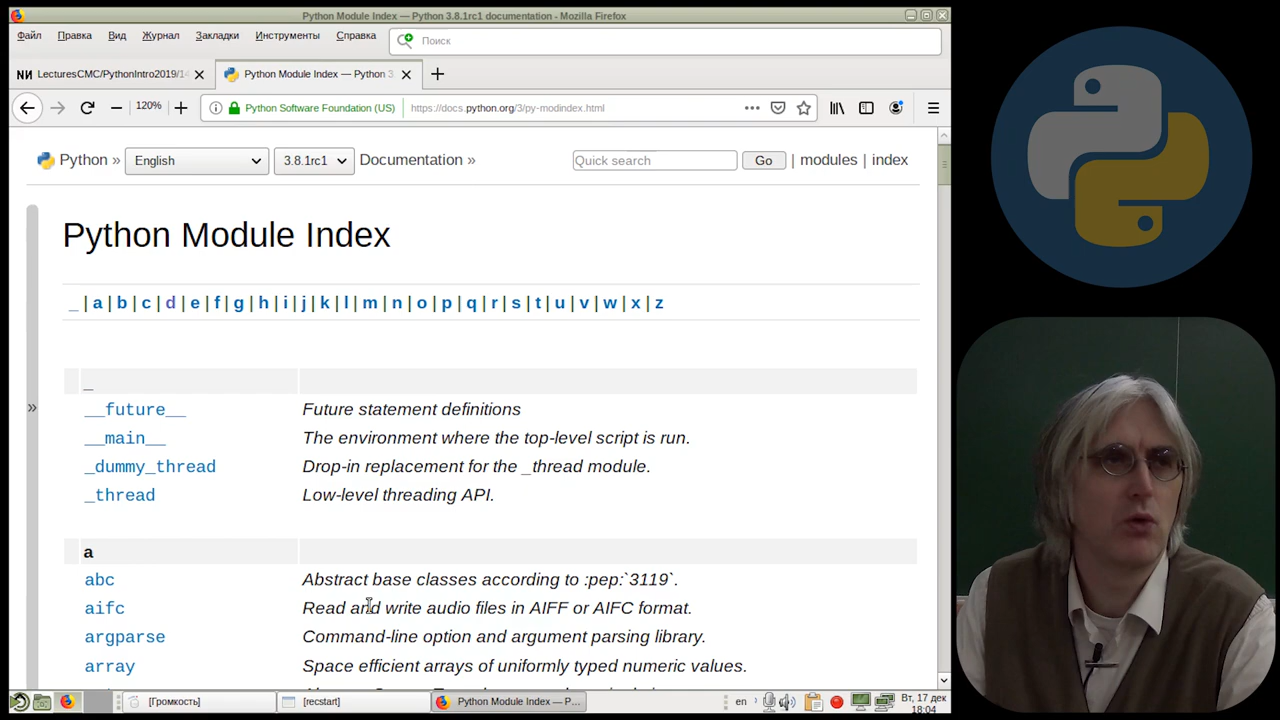 Python Module Index — Python 3.8.1rc1 documentation - Mozilla Firefox
Файл Правка Вид Журнал Закладки Инструменты Справка Поиск
LecturesCMC/PythonIntro2019/14 Python Module Index — Python 3
120% Python Software Foundation (US) https://docs.python.org/3/py-modindex.html
Python » English 3.8.1rc1 Documentation » Quick search Go | modules | index
Python Module Index
_ | a | b | c | d | e | f | g | h | i | j | k | l | m | n | o | p | q | r | s | t | u | v | w | x | z
_
__future__ Future statement definitions
__main__ The environment where the top-level script is run.
_dummy_thread Drop-in replacement for the _thread module.
_thread Low-level threading API.
a
abc Abstract base classes according to :pep:`3119`.
aifc Read and write audio files in AIFF or AIFC format.
argparse Command-line option and argument parsing library.
array Space efficient arrays of uniformly typed numeric values.
[Громкость] [recstart] Python Module Index — P... en Вт, 17 дек
18:04